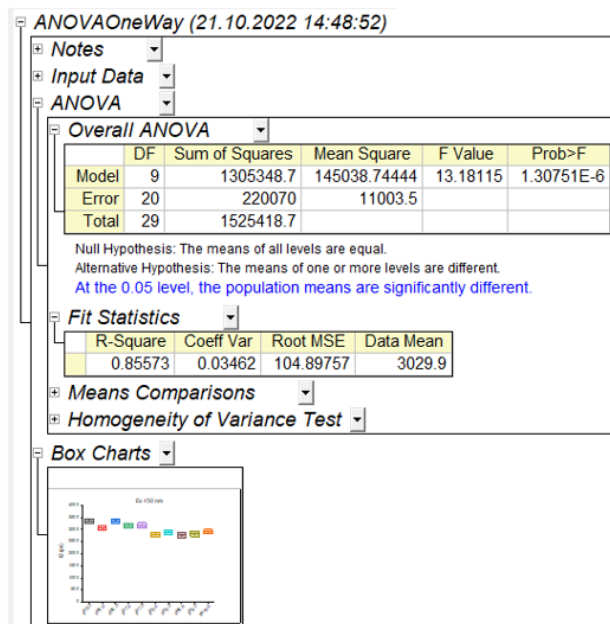 ANOVAOneWay (21.10.2022 14:48:52)
Notes
Input Data
ANOVA
Overall ANOVA
DF Sum of Squares Mean Square F Value Prob>F
Model 9 1305348.7 145038.74444 13.18115 1.30751E-6
Error 20 220070 11003.5
Total 29 1525418.7
Null Hypothesis: The means of all levels are equal.
Alternative Hypothesis: The means of one or more levels are different.
At the 0.05 level, the population means are significantly different.
Fit Statistics
R-Square Coeff Var Root MSE Data Mean
0.85573 0.03462 104.89757 3029.9
Means Comparisons
Homogeneity of Variance Test
Box Charts